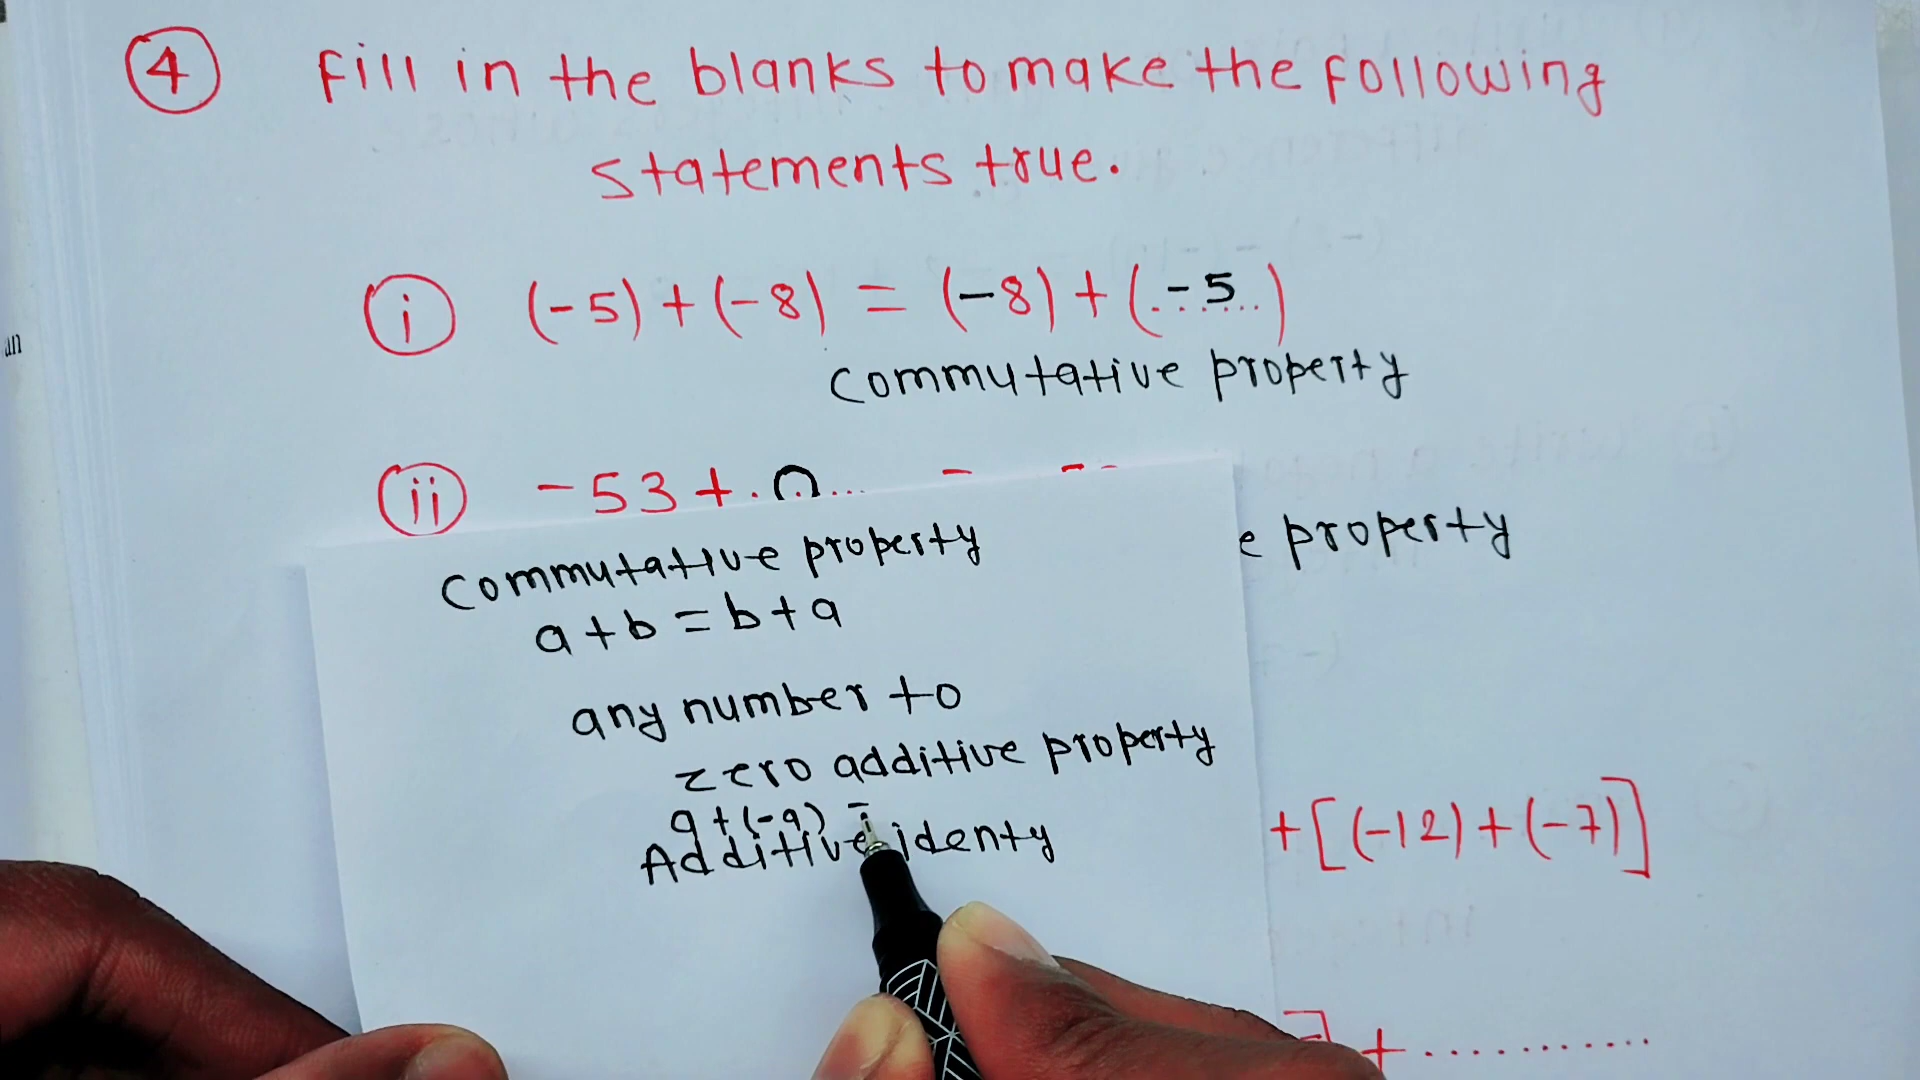 4 Fill in the blanks to make the following
statements true.
i (-5) + (-8) = (-8) + (.-5..)
commutative property
ii -53 + .0...
e property
commutative property
a + b = b + a
any number to
zero additive property
a + (-a) =
Additive identy
+ [(-12) + (-7)]
+ ..........
an